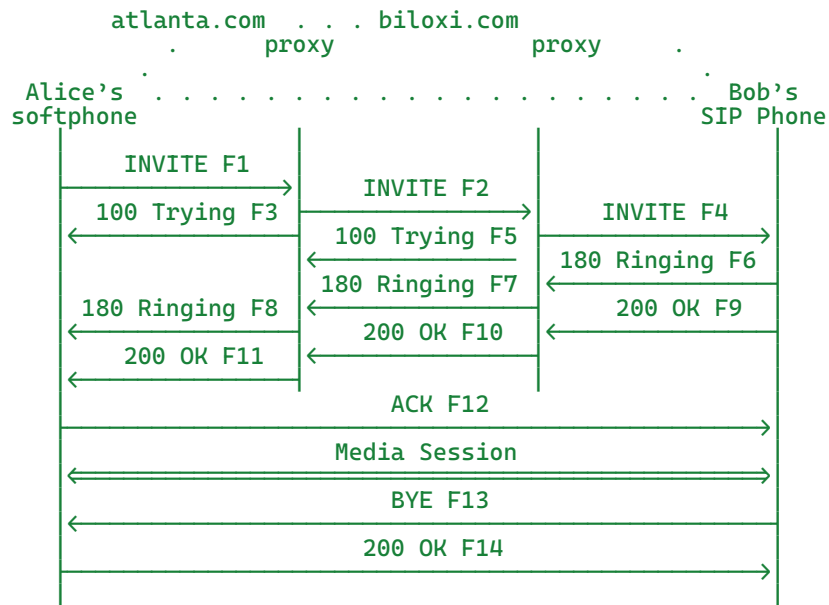 atlanta.com . . . biloxi.com
. proxy proxy .
. .
Alice’s . . . . . . . . . . . . . . . . . . . . Bob’s
softphone SIP Phone
INVITE F1
INVITE F2
100 Trying F3 INVITE F4
100 Trying F5
180 Ringing F6
180 Ringing F7
180 Ringing F8 200 OK F9
200 OK F10
200 OK F11
ACK F12
Media Session
BYE F13
200 OK F14